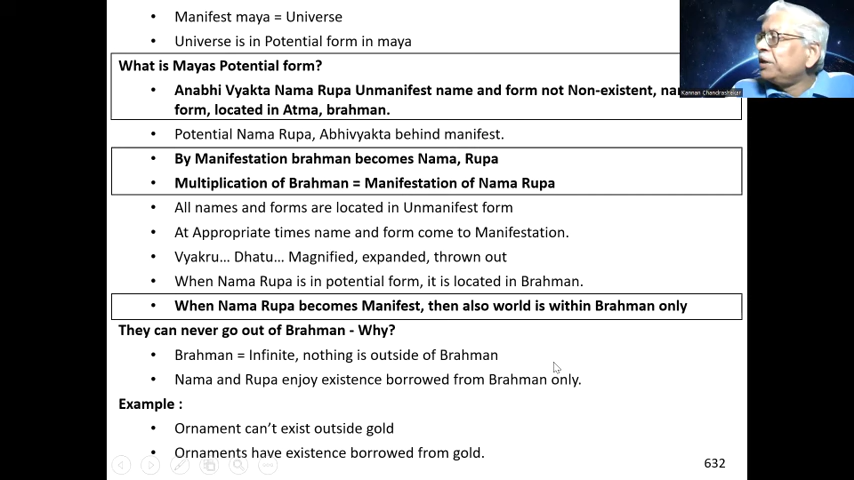 • Manifest maya = Universe
• Universe is in Potential form in maya
What is Mayas Potential form?
• Anabhi Vyakta Nama Rupa Unmanifest name and form not Non-existent,
form, located in Atma, brahman.
Kannan Chandrasekar
• Potential Nama Rupa, Abhivyakta behind manifest.
• By Manifestation brahman becomes Nama, Rupa
• Multiplication of Brahman = Manifestation of Nama Rupa
• All names and forms are located in Unmanifest form
• At Appropriate times name and form come to Manifestation.
• Vyakru... Dhatu... Magnified, expanded, thrown out
• When Nama Rupa is in potential form, it is located in Brahman.
• When Nama Rupa becomes Manifest, then also world is within Brahman only
They can never go out of Brahman - Why?
• Brahman = Infinite, nothing is outside of Brahman
• Nama and Rupa enjoy existence borrowed from Brahman only.
Example :
• Ornament can’t exist outside gold
• Ornaments have existence borrowed from gold.
632